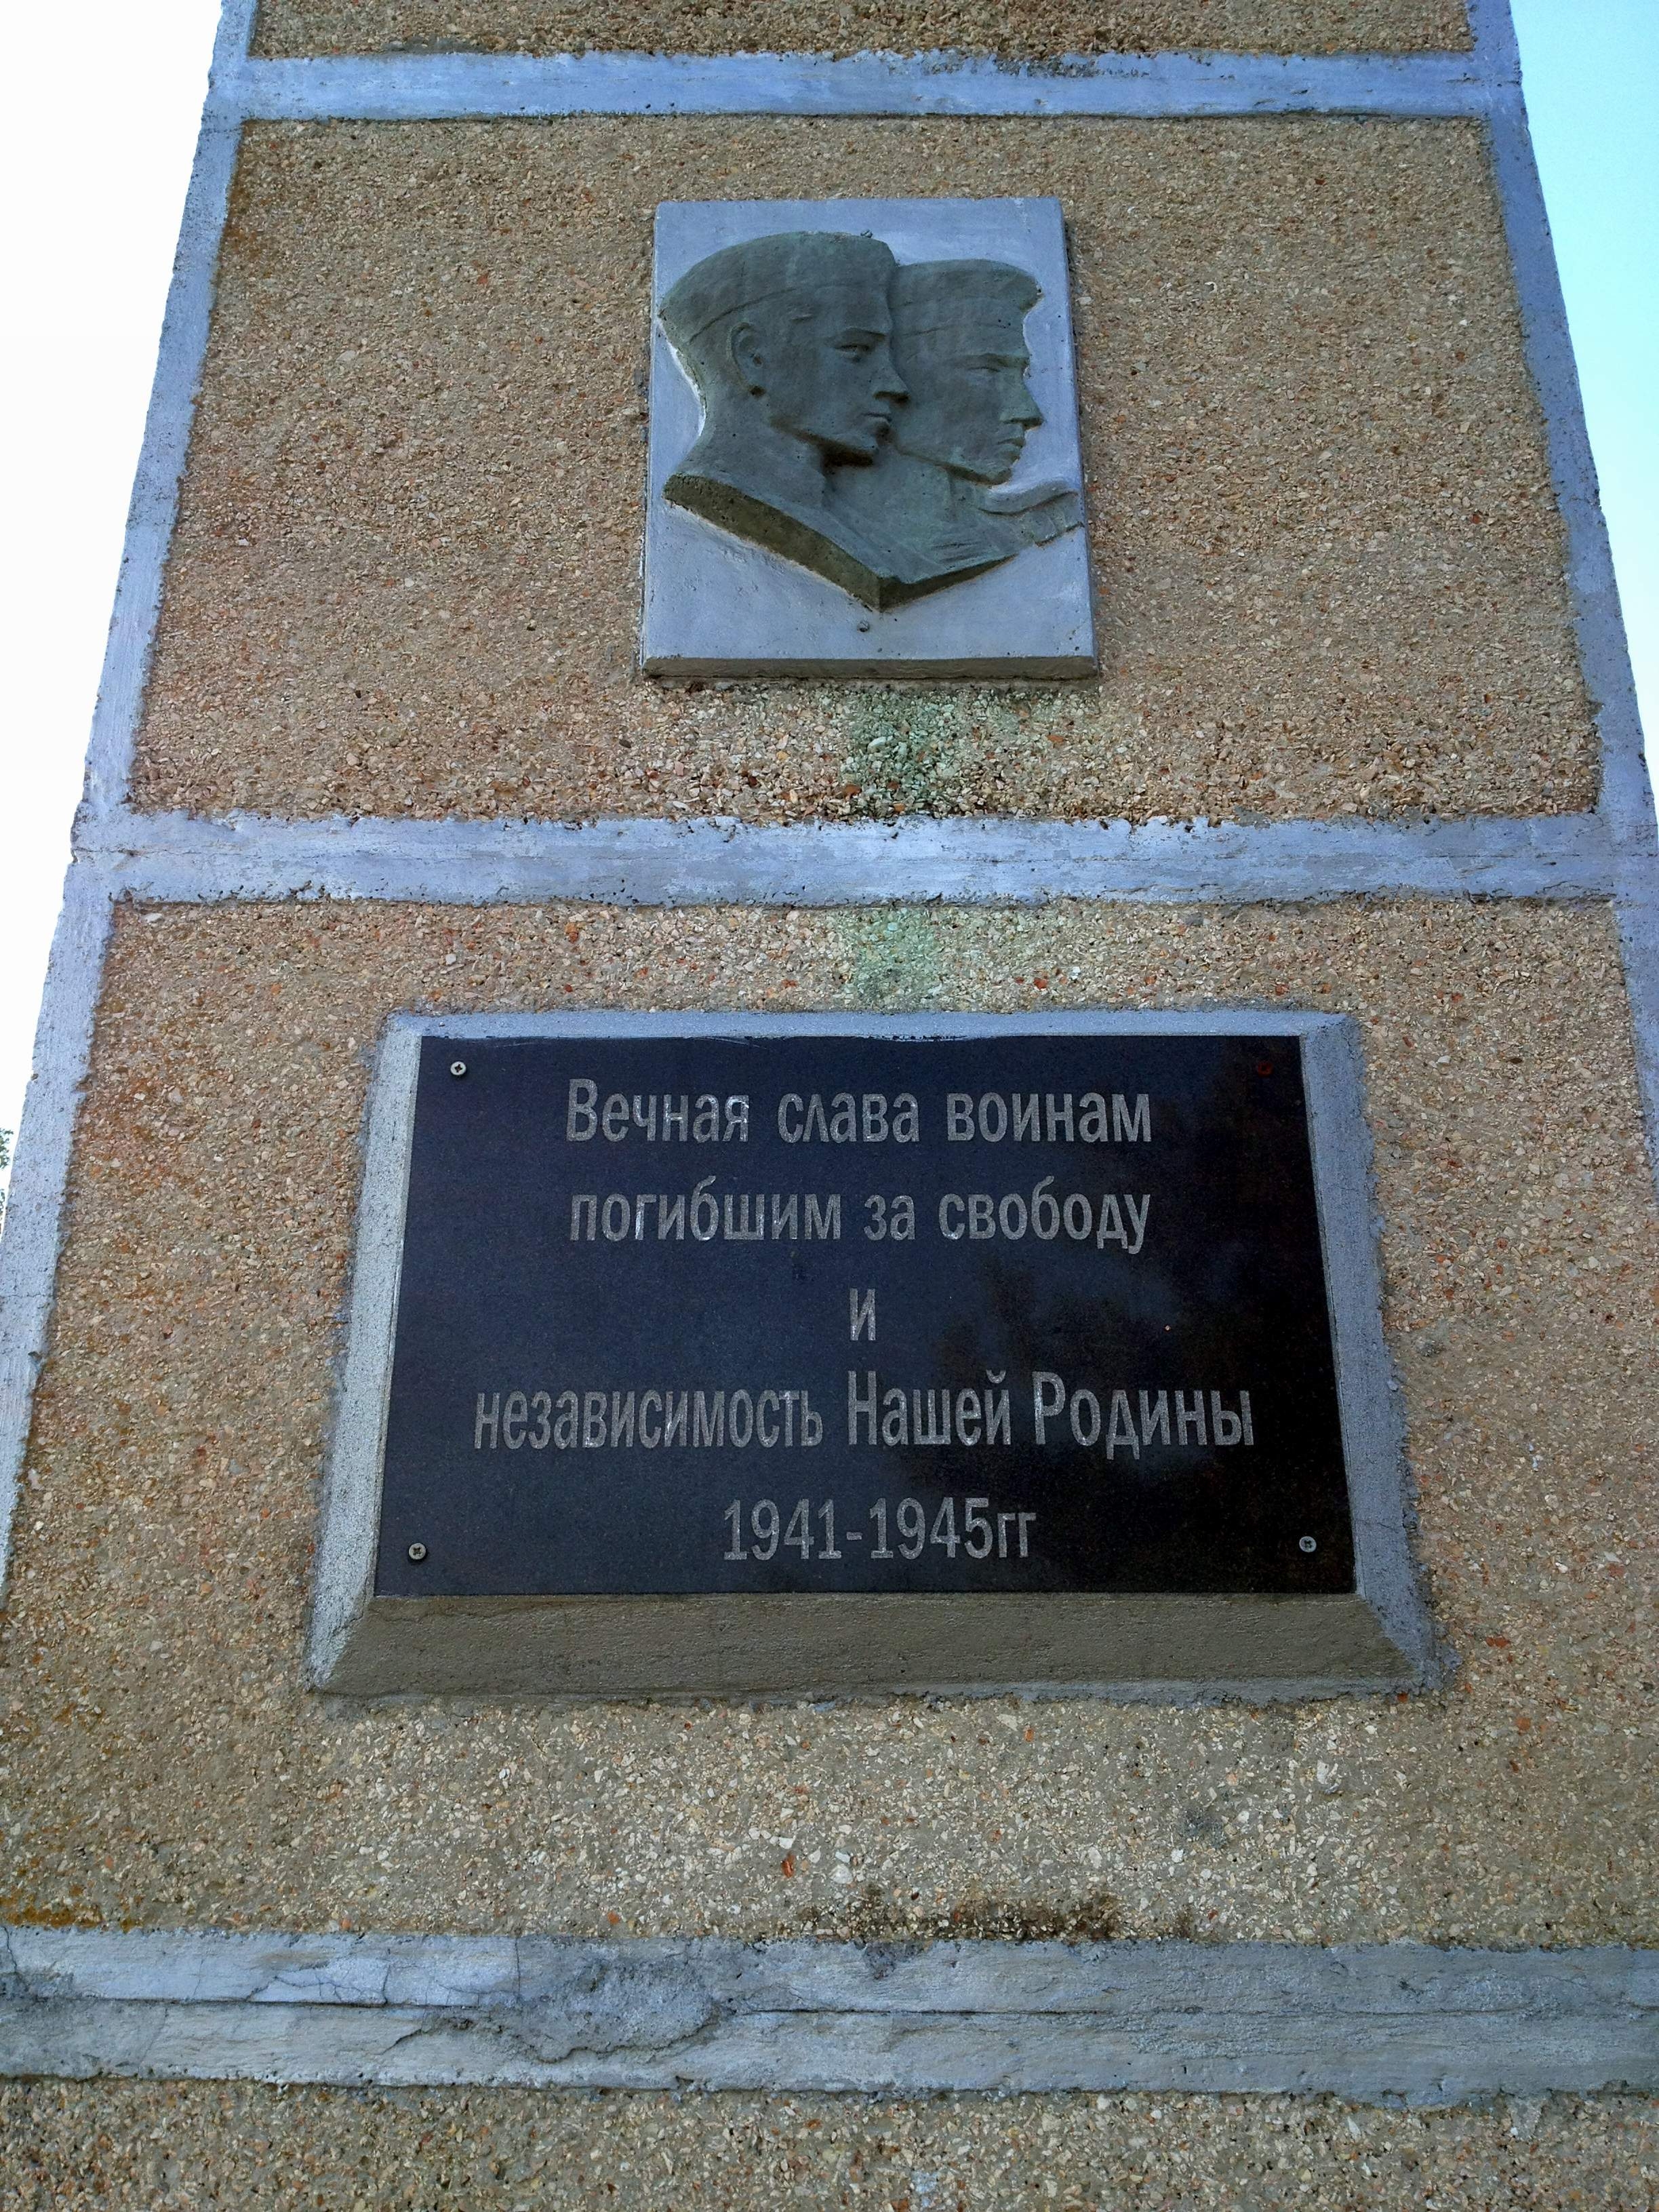 Вечная слава воинам
погибшим за свободу
и
независимость Нашей Родины
1941-1945гг